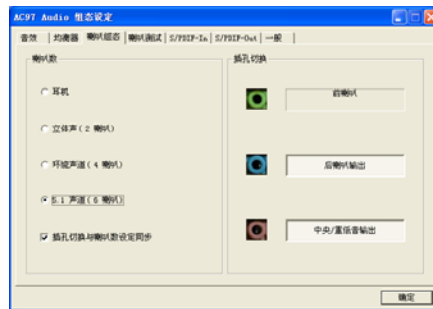 AC97 Audio 组态设定
音效 均衡器 喇叭组态 喇叭测试 S/PDIF-In S/PDIF-Out 一般
喇叭数
耳机
立体声(2 喇叭)
环绕声道(4 喇叭)
5.1 声道(6 喇叭)
插孔切换与喇叭数设定同步
插孔切换
前喇叭
后喇叭输出
中央/重低音输出
确定